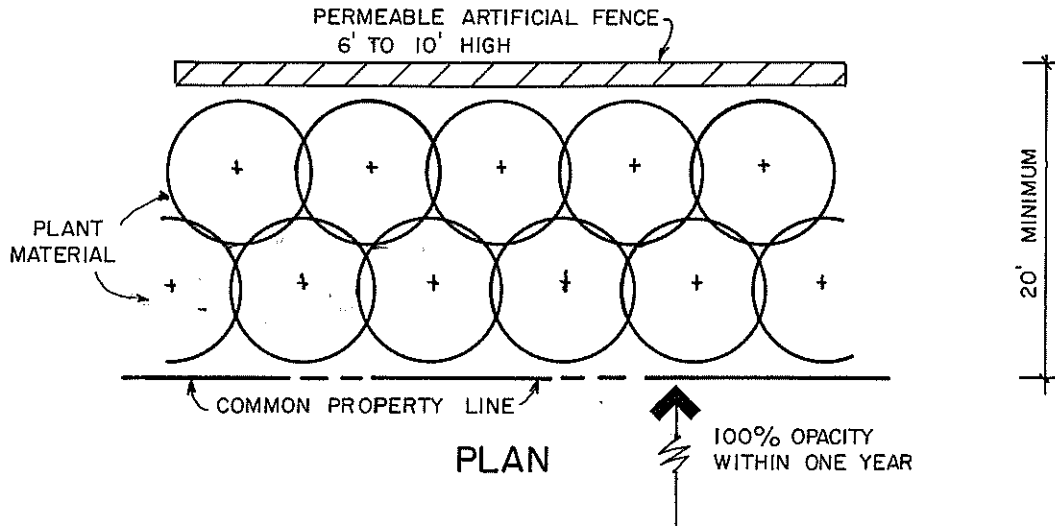 PERMEABLE ARTIFICIAL FENCE
6' TO 10' HIGH
PLANT
MATERIAL
20' MINIMUM
COMMON PROPERTY LINE
PLAN
100% OPACITY
WITHIN ONE YEAR